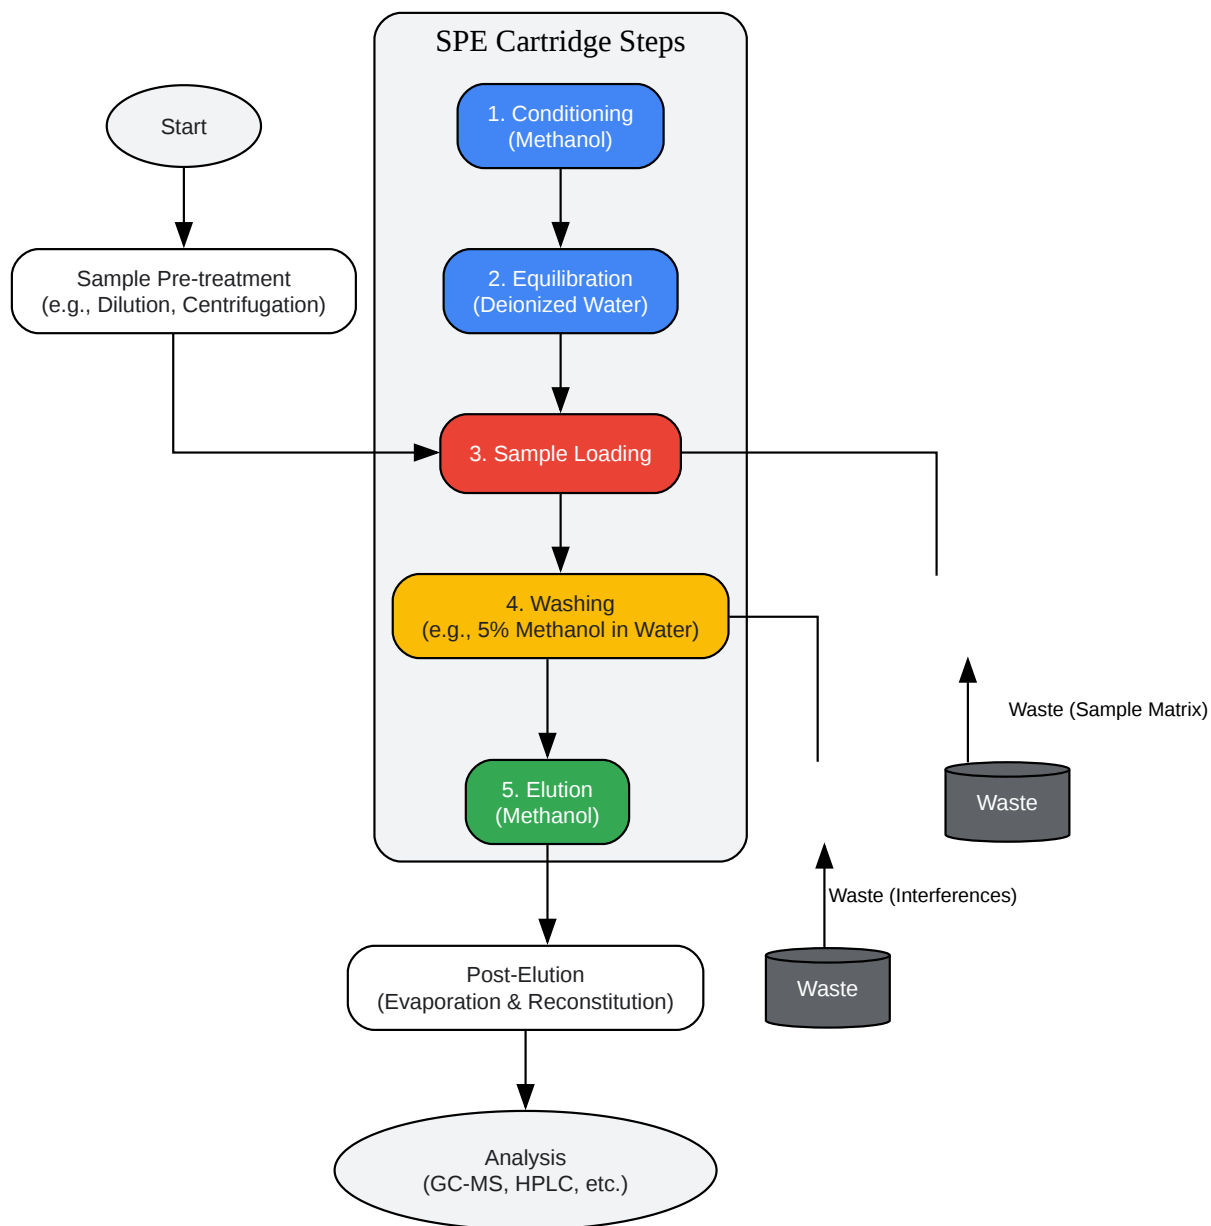 SPE Cartridge Steps
1. Conditioning
(Methanol)
Start
Sample Pre-treatment
(e.g., Dilution, Centrifugation)
2. Equilibration
(Deionized Water)
3. Sample Loading
4. Washing
(e.g., 5% Methanol in Water)
Waste (Sample Matrix)
Waste
5. Elution
(Methanol)
Waste (Interferences)
Waste
Post-Elution
(Evaporation & Reconstitution)
Analysis
(GC-MS, HPLC, etc.)